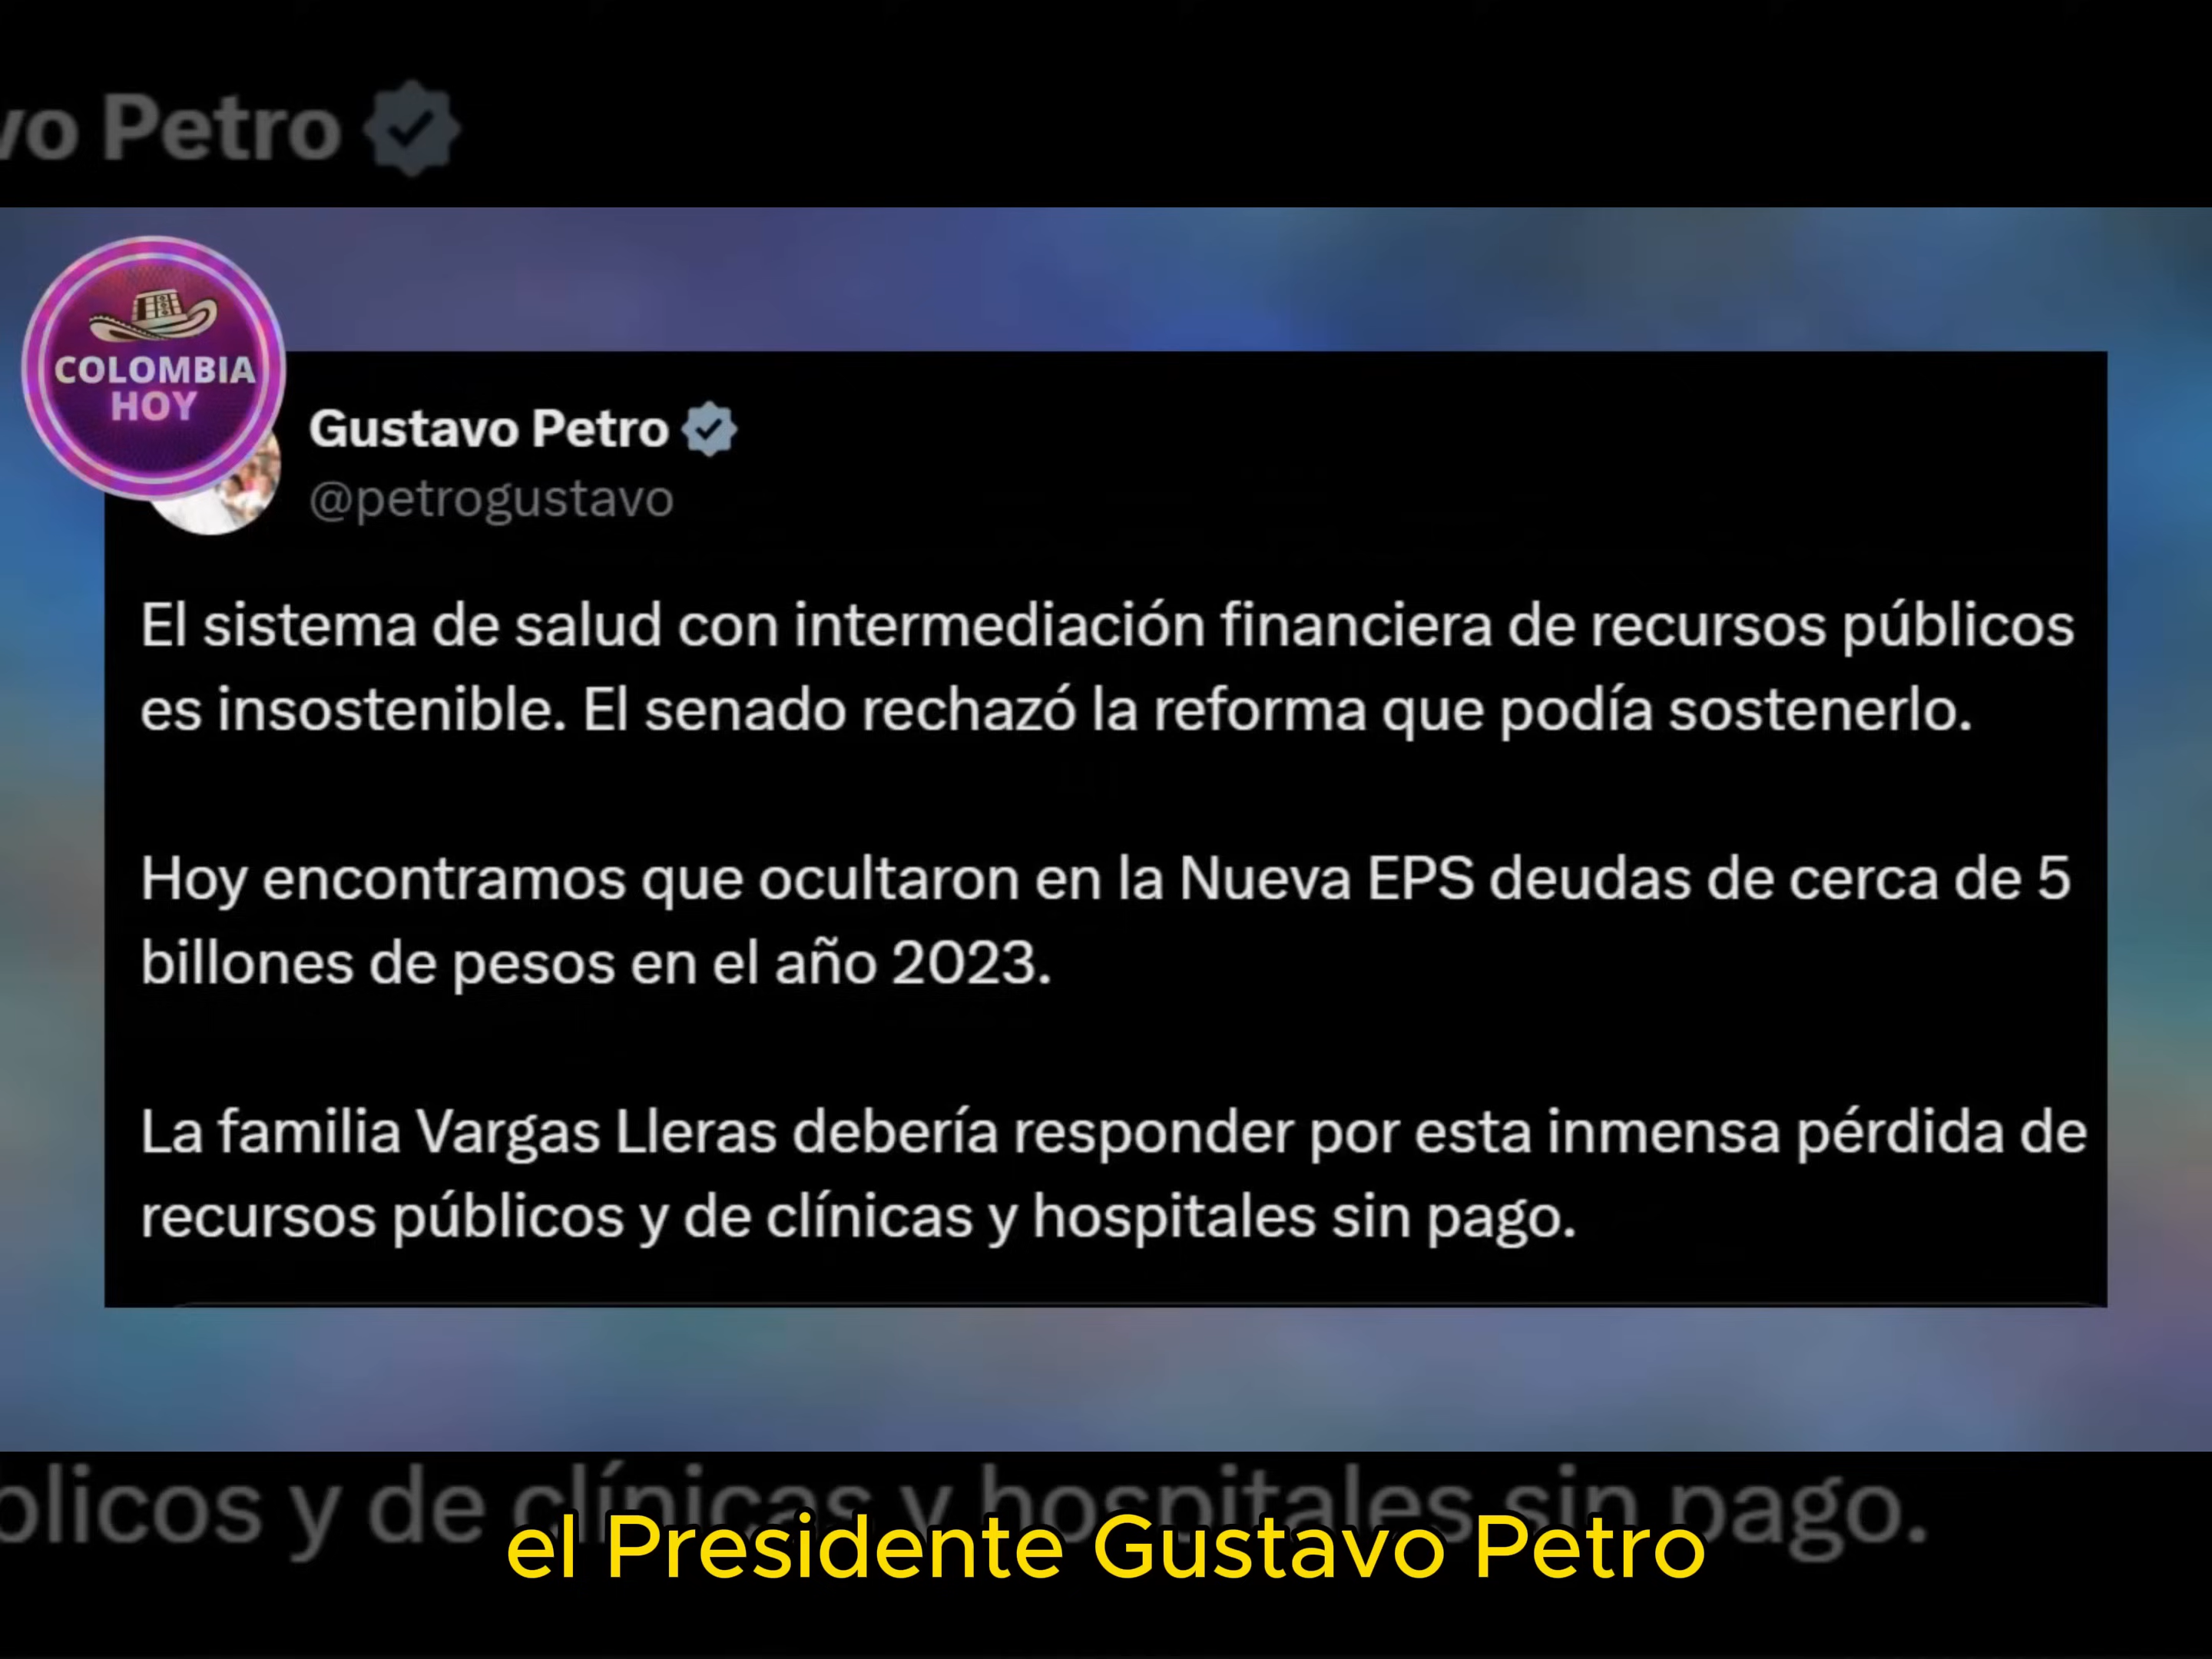 vo Petro
COLOMBIA
HOY
Gustavo Petro
@petrogustavo
El sistema de salud con intermediación financiera de recursos públicos
es insostenible. El senado rechazó la reforma que podía sostenerlo.
Hoy encontramos que ocultaron en la Nueva EPS deudas de cerca de 5
billones de pesos en el año 2023.
La familia Vargas Lleras debería responder por esta inmensa pérdida de
recursos públicos y de clínicas y hospitales sin pago.
blicos y de clínicas y hospitales sin pago.
el Presidente Gustavo Petro